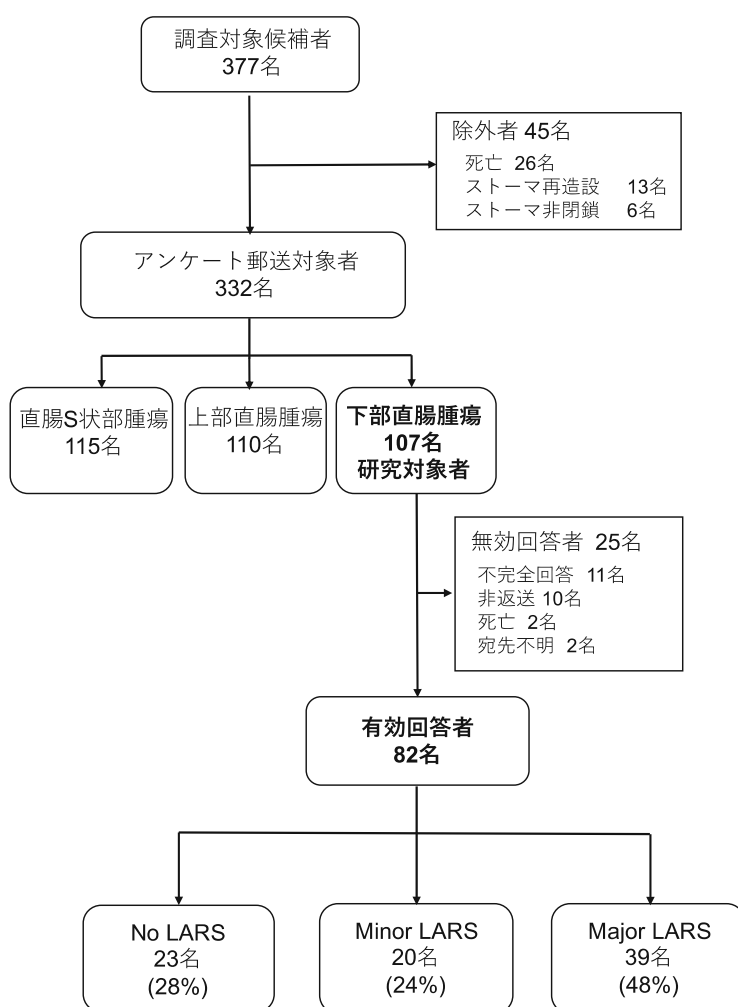 調査対象候補者
377名
除外者 45名
死亡 26名
ストーマ再造設 13名
ストーマ非閉鎖 6名
アンケート郵送対象者
332名
直腸S状部腫瘍
115名
上部直腸腫瘍
110名
下部直腸腫瘍
107名
研究対象者
無効回答者 25名
不完全回答 11名
非返送 10名
死亡 2名
宛先不明 2名
有効回答者
82名
No LARS
23名
(28%)
Minor LARS
20名
(24%)
Major LARS
39名
(48%)